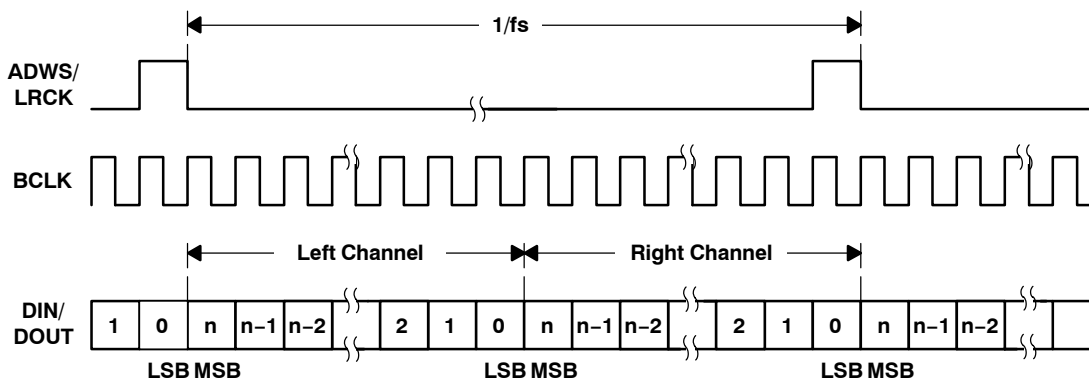 1/fs
ADWS/
LRCK
BCLK
Left Channel Right Channel
DIN/
DOUT
1 0 n n−1 n−2 2 1 0 n n−1 n−2 2 1 0 n n−1 n−2
LSB MSB LSB MSB LSB MSB